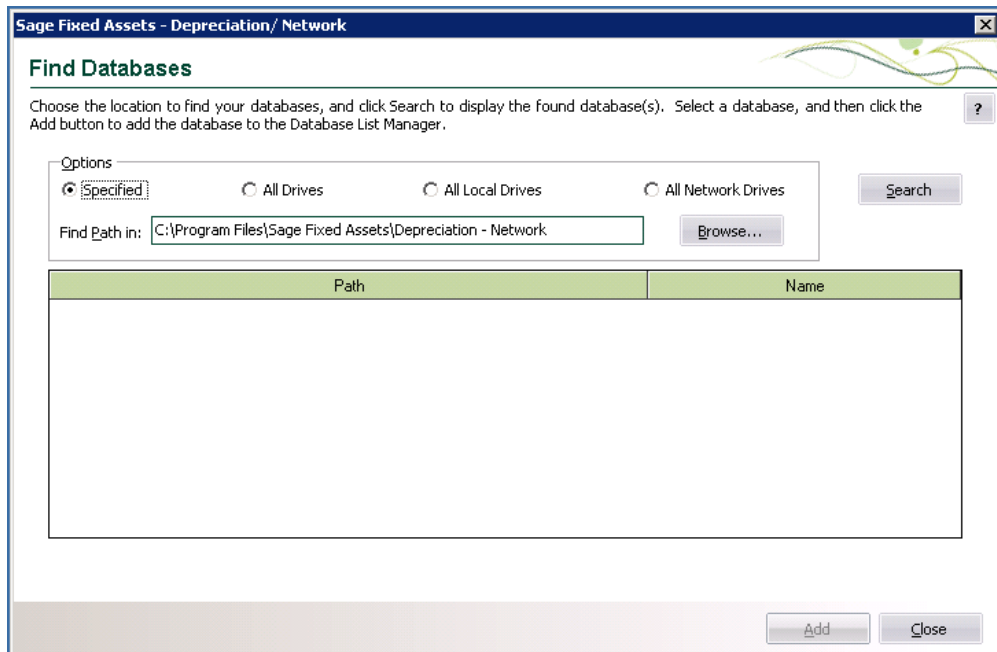 Sage Fixed Assets - Depreciation/ Network
Find Databases
Choose the location to find your databases, and click Search to display the found database(s). Select a database, and then click the
Add button to add the database to the Database List Manager.
?
Options
Specified All Drives All Local Drives All Network Drives Search
Find Path in: C:\Program Files\Sage Fixed Assets\Depreciation - Network Browse...
Path Name
Add Close